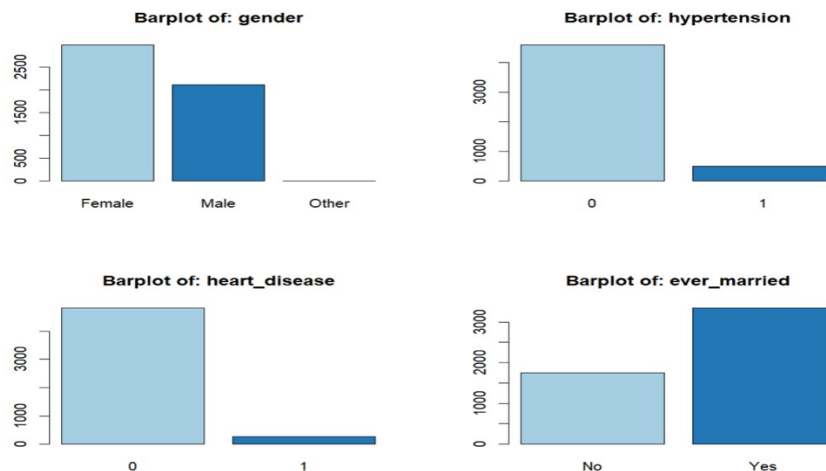 Barplot of: gender
2500
1500
500
0
Female Male Other
Barplot of: hypertension
3000
1000
0
0 1
Barplot of: heart_disease
3000
1000
0
0 1
Barplot of: ever_married
3000
2000
1000
0
No Yes